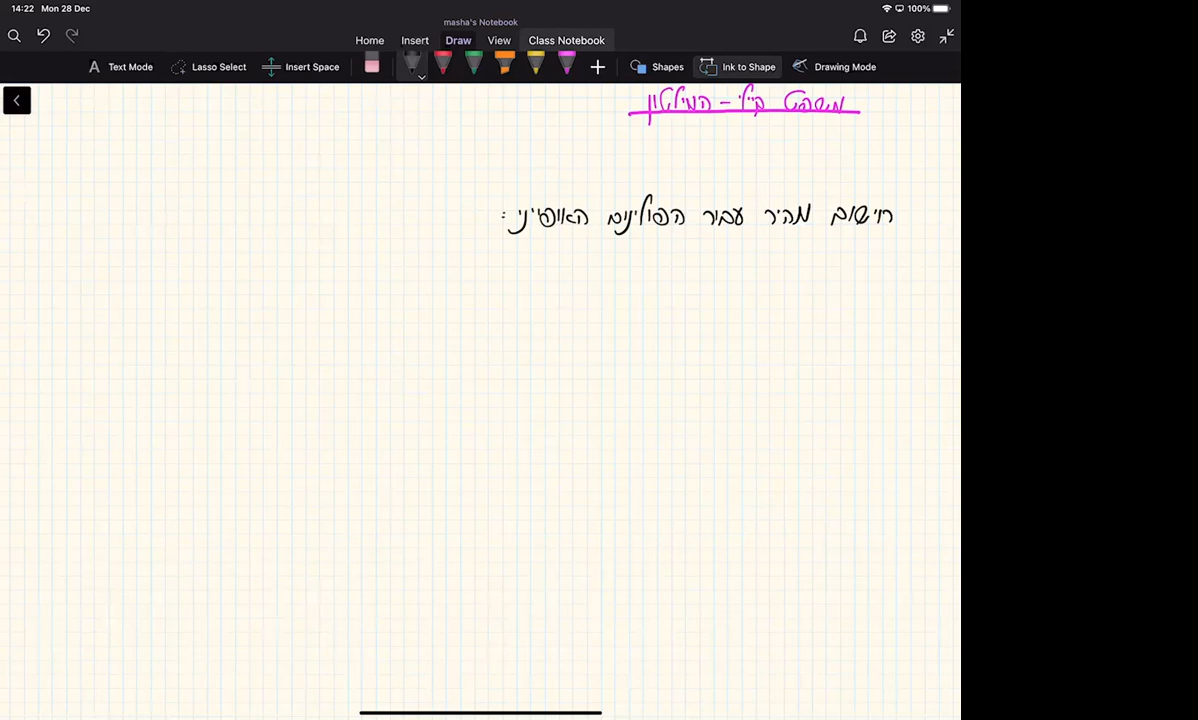 14:22 Mon 28 Dec
100%
masha's Notebook
Home Insert Draw View Class Notebook
Text Mode Lasso Select Insert Space Shapes Ink to Shape Drawing Mode
משפט קיילי - המילטון
רישום מהיר עבור הפולינום האופייני: